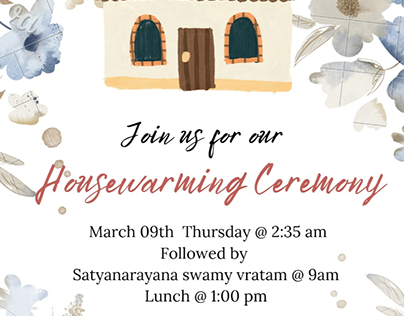 Join us for our
Housewarming Ceremony
March 09th Thursday @ 2:35 am
Followed by
Satyanarayana swamy vratam @ 9am
Lunch @ 1:00 pm